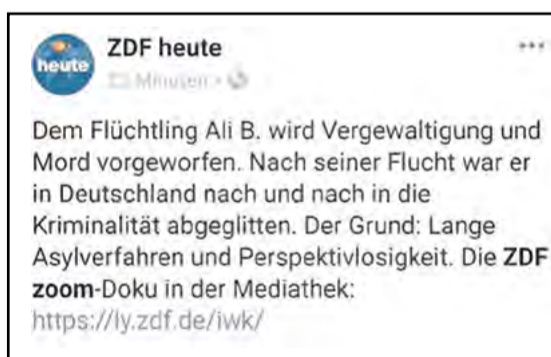 heute
ZDF heute
Minuten
Dem Flüchtling Ali B. wird Vergewaltigung und
Mord vorgeworfen. Nach seiner Flucht war er
in Deutschland nach und nach in die
Kriminalität abgeglitten. Der Grund: Lange
Asylverfahren und Perspektivlosigkeit. Die ZDF
zoom-Doku in der Mediathek:
https://ly.zdf.de/iwk/